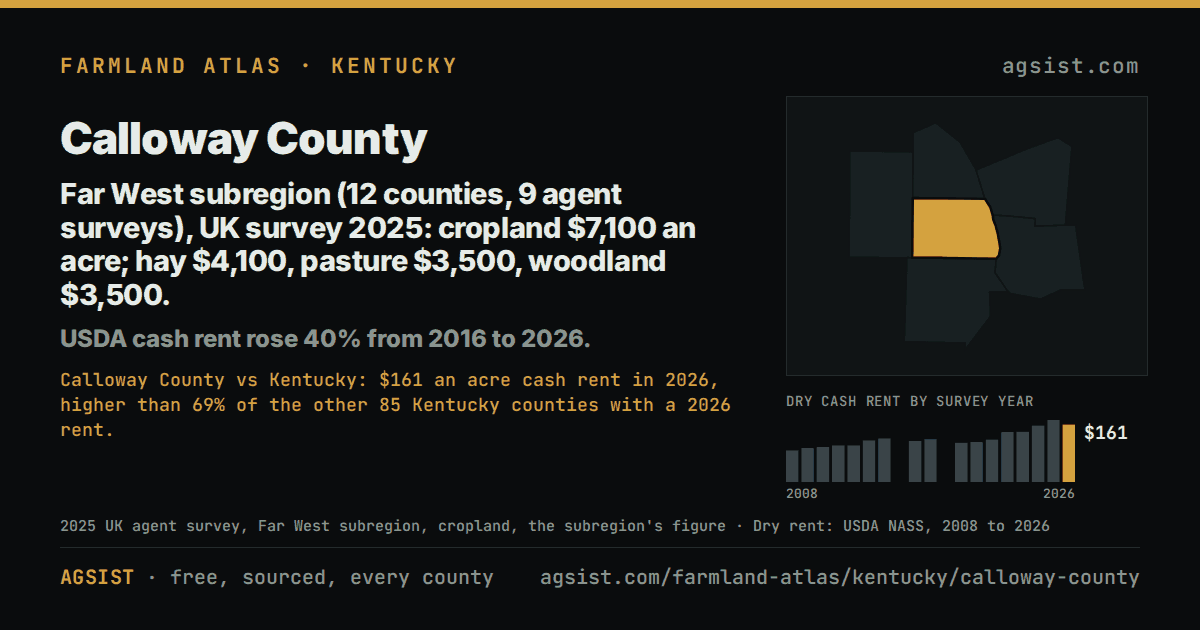 FARMLAND ATLAS · KENTUCKY
agsist.com
Calloway County
Far West subregion (12 counties, 9 agent
surveys), UK survey 2025: cropland $7,100 an
acre; hay $4,100, pasture $3,500, woodland
$3,500.
USDA cash rent rose 40% from 2016 to 2026.
Calloway County vs Kentucky: $161 an acre cash rent in 2026,
higher than 69% of the other 85 Kentucky counties with a 2026
rent.
DRY CASH RENT BY SURVEY YEAR
$161
2008
2026
2025 UK agent survey, Far West subregion, cropland, the subregion's figure · Dry rent: USDA NASS, 2008 to 2026
AGSIST · free, sourced, every county
agsist.com/farmland-atlas/kentucky/calloway-county